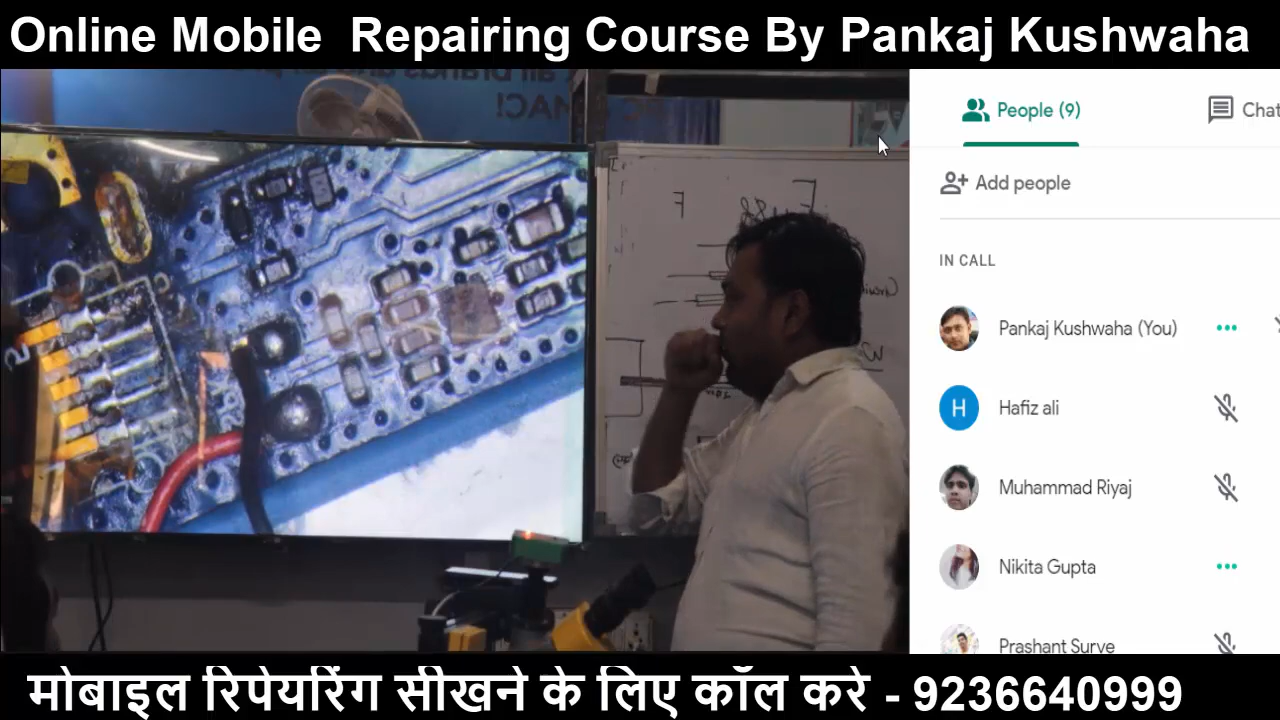 Online Mobile Repairing Course By Pankaj Kushwaha
People (9)
Chat
Add people
IN CALL
Pankaj Kushwaha (You)
Hafiz ali
Muhammad Riyaj
Nikita Gupta
Prashant Surve
मोबाइल रिपेयरिंग सीखने के लिए कॉल करे - 9236640999